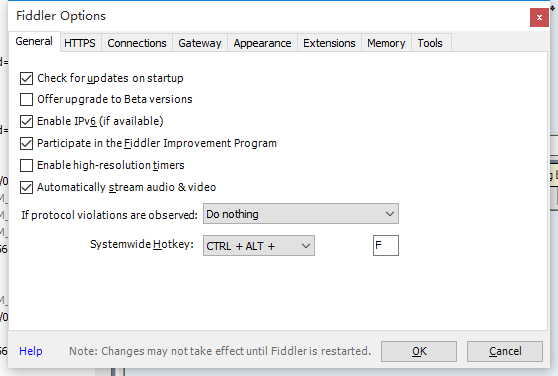 Fiddler Options
x
General HTTPS Connections Gateway Appearance Extensions Memory Tools
Check for updates on startup
Offer upgrade to Beta versions
Enable IPv6 (if available)
Participate in the Fiddler Improvement Program
Enable high-resolution timers
Automatically stream audio & video
If protocol violations are observed: Do nothing
Systemwide Hotkey: CTRL + ALT + F
Help Note: Changes may not take effect until Fiddler is restarted. OK Cancel